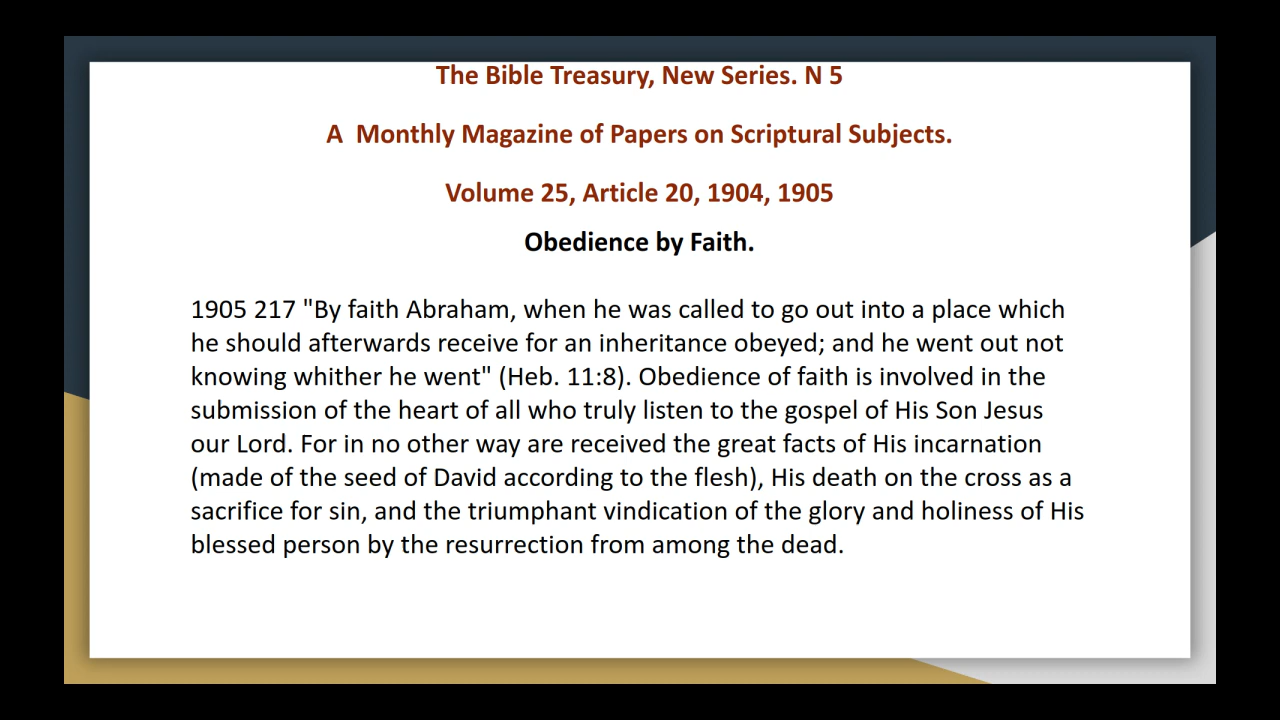 The Bible Treasury, New Series. N 5
A  Monthly Magazine of Papers on Scriptural Subjects.
Volume 25, Article 20, 1904, 1905
Obedience by Faith.
1905 217 "By faith Abraham, when he was called to go out into a place which
he should afterwards receive for an inheritance obeyed; and he went out not
knowing whither he went" (Heb. 11:8). Obedience of faith is involved in the
submission of the heart of all who truly listen to the gospel of His Son Jesus
our Lord. For in no other way are received the great facts of His incarnation
(made of the seed of David according to the flesh), His death on the cross as a
sacrifice for sin, and the triumphant vindication of the glory and holiness of His
blessed person by the resurrection from among the dead.